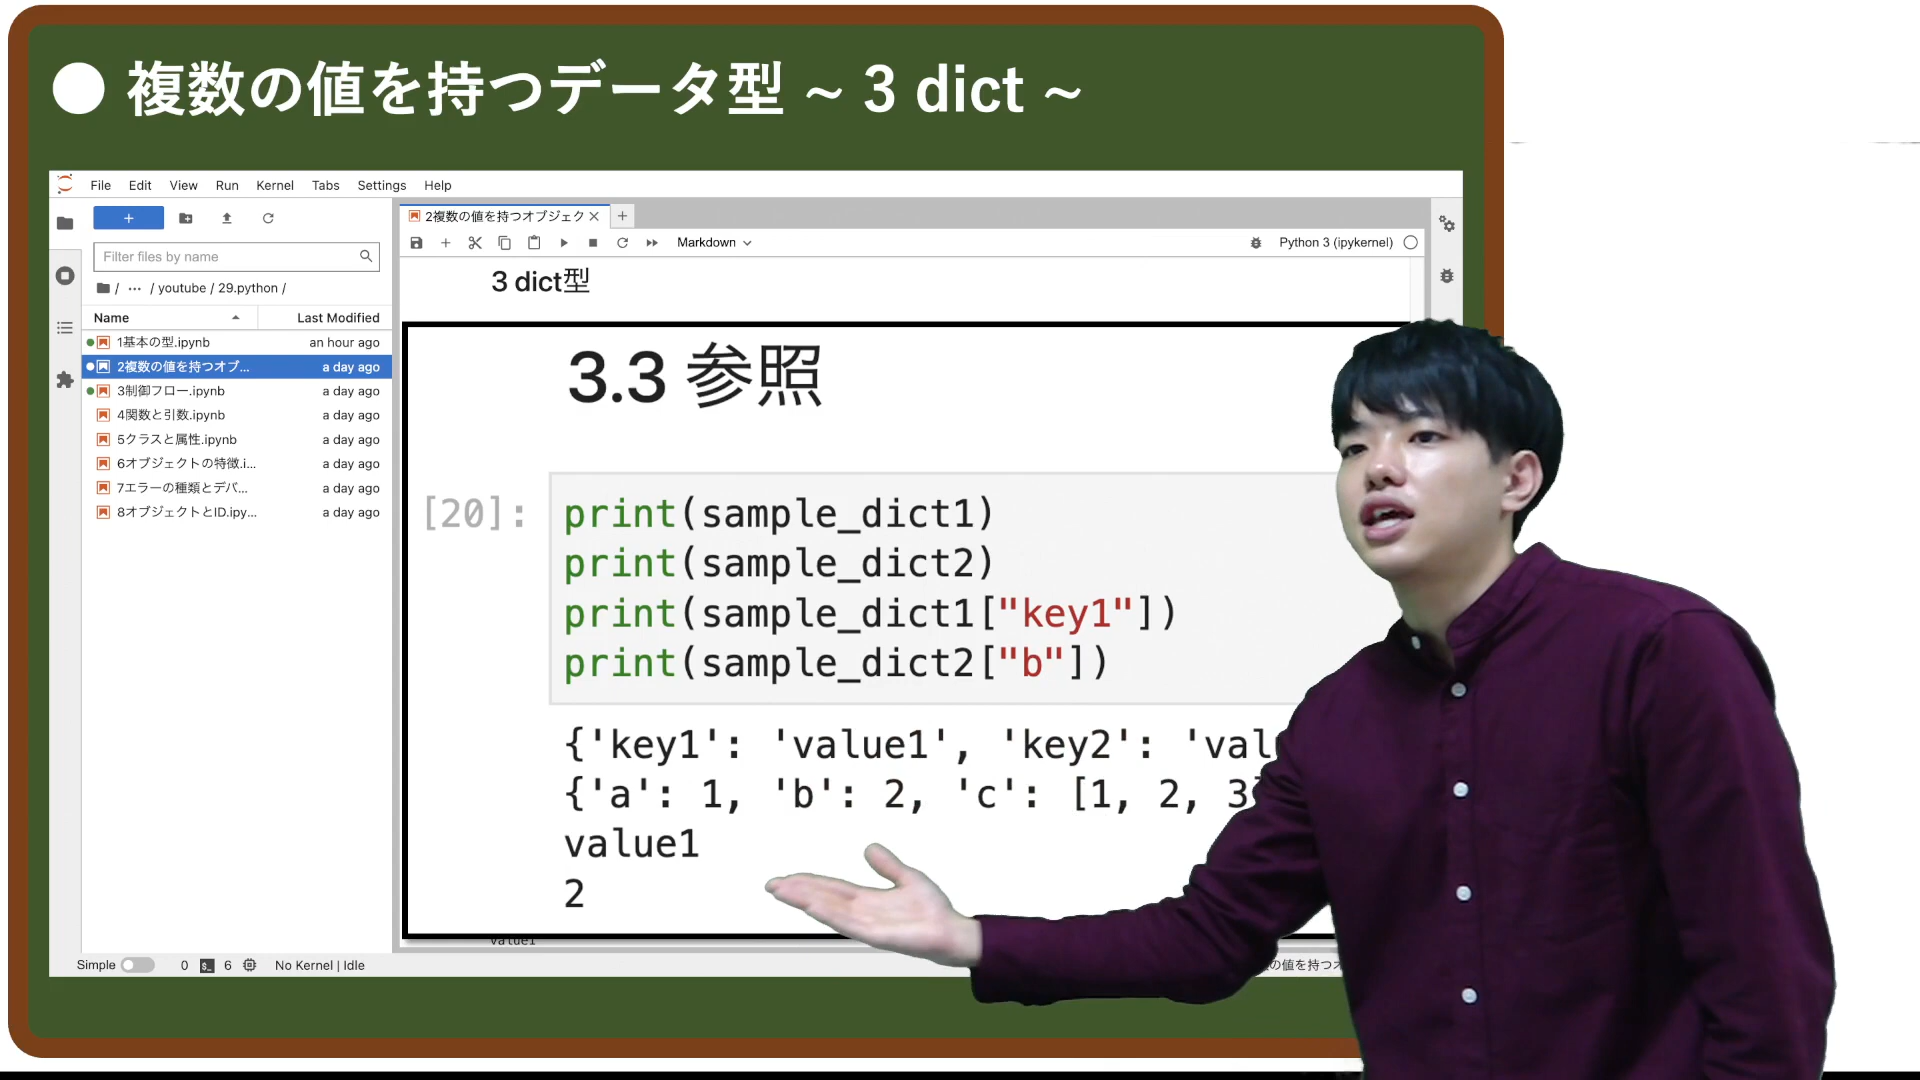 複数の値を持つデータ型 ~ 3 dict ~
File Edit View Run Kernel Tabs Settings Help
2複数の値を持つオブジェク
Filter files by name
Markdown
Python 3 (ipykernel)
/ ... / youtube / 29.python /
Name Last Modified
1基本の型.ipynb an hour ago
2複数の値を持つオブ... a day ago
3制御フロー.ipynb a day ago
4関数と引数.ipynb a day ago
5クラスと属性.ipynb a day ago
6オブジェクトの特徴.i... a day ago
7エラーの種類とデバ... a day ago
8オブジェクトとID.ipy... a day ago
3 dict型
3.3 参照
[20]:
print(sample_dict1)
print(sample_dict2)
print(sample_dict1["key1"])
print(sample_dict2["b"])
{'key1': 'value1', 'key2': 'val
{'a': 1, 'b': 2, 'c': [1, 2, 3
value1
2
value1
Simple 0 6 No Kernel | Idle
の値を持つオ